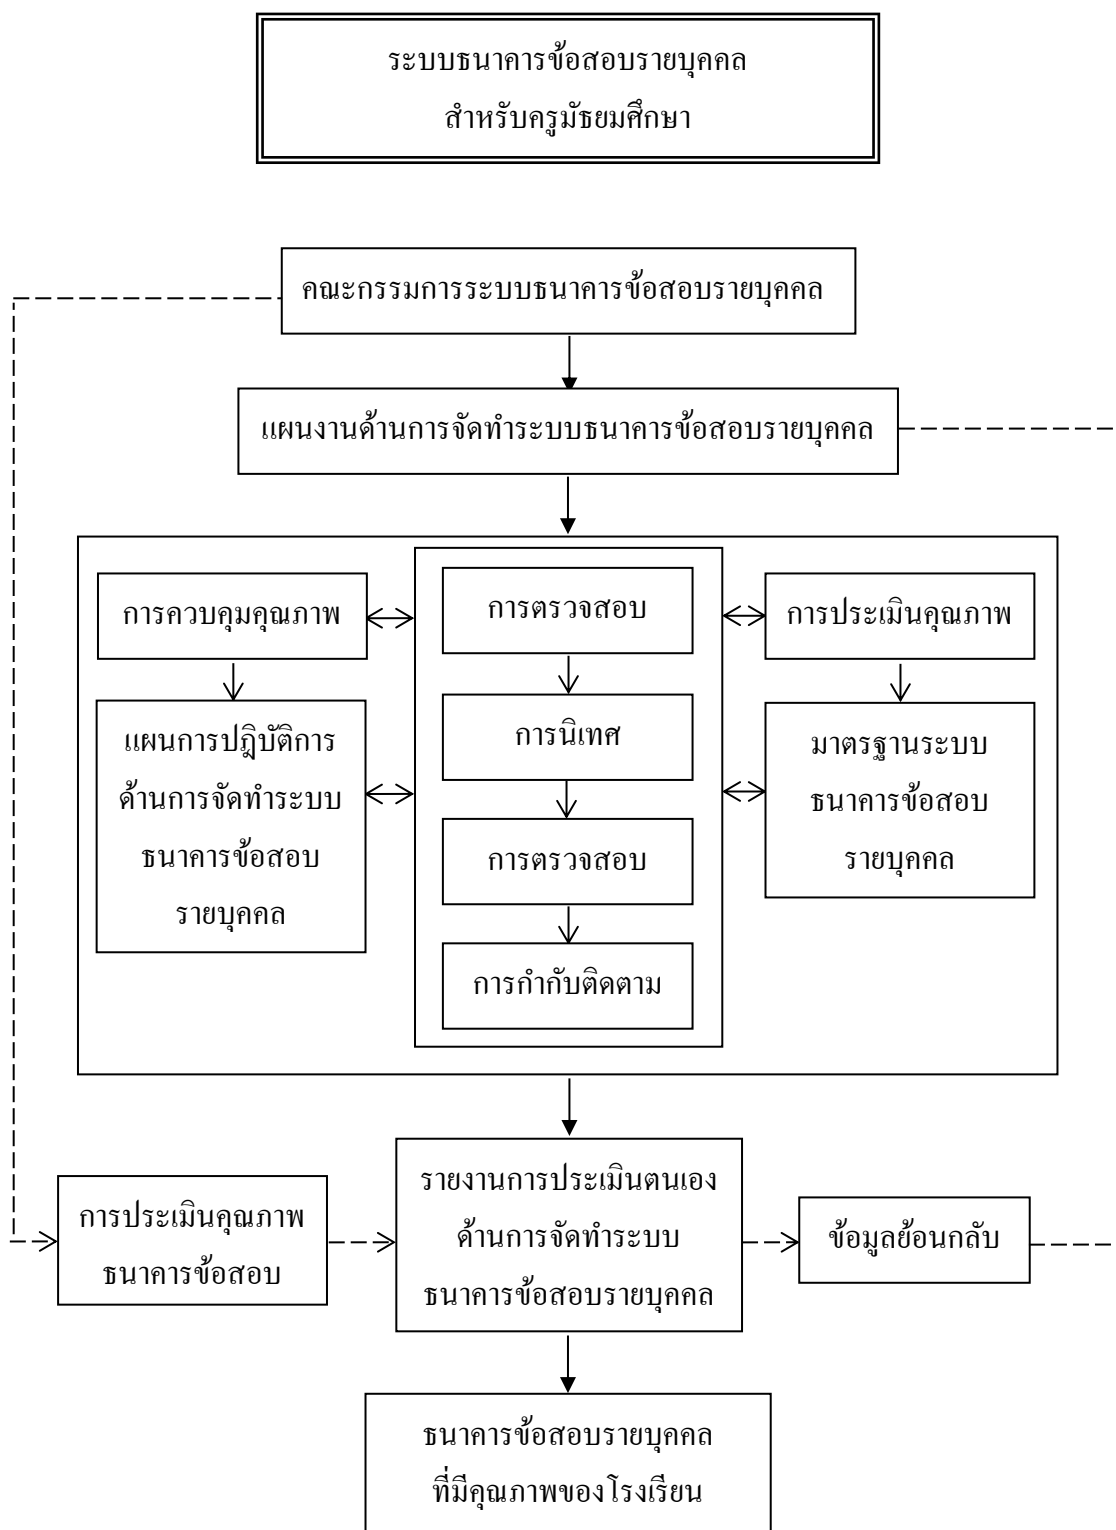 ระบบธนาคารข้อสอบรายบุคคล
สำหรับครูมัธยมศึกษา
คณะกรรมการระบบธนาคารข้อสอบรายบุคคล
แผนงานด้านการจัดทำระบบธนาคารข้อสอบรายบุคคล
การควบคุมคุณภาพ
แผนการปฏิบัติการ
ด้านการจัดทำระบบ
ธนาคารข้อสอบ
รายบุคคล
การตรวจสอบ
การนิเทศ
การตรวจสอบ
การกำกับติดตาม
การประเมินคุณภาพ
มาตรฐานระบบ
ธนาคารข้อสอบ
รายบุคคล
การประเมินคุณภาพ
ธนาคารข้อสอบ
รายงานการประเมินตนเอง
ด้านการจัดทำระบบ
ธนาคารข้อสอบรายบุคคล
ข้อมูลย้อนกลับ
ธนาคารข้อสอบรายบุคคล
ที่มีคุณภาพของโรงเรียน